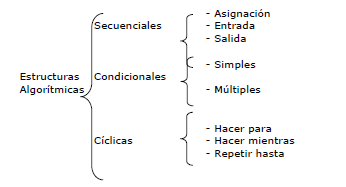 Estructuras
Algorítmicas
Secuenciales
- Asignación
- Entrada
- Salida
Condicionales
- Simples
- Múltiples
Cíclicas
- Hacer para
- Hacer mientras
- Repetir hasta